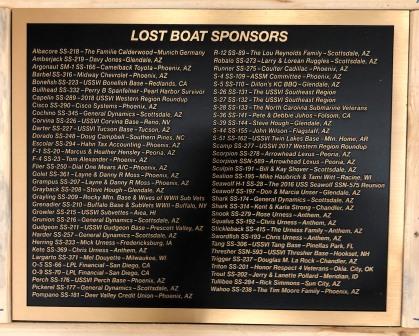 LOST BOAT SPONSORS
Albacore SS-218 - The Familie Calderwood - Munich Germany
Amberjack SS-219 - Davy Jones - Glendale, AZ
Argonaut SM-1 SS-166 - Camelback Toyota - Phoenix, AZ
Barbel SS-316 - Midway Chevrolet - Phoenix, AZ
Bonefish SS-223 - USSVI Bonefish Base - Redlands, CA
Bullhead SS-332 - Perry B Spanfelner - Pearl Harbor Survivor
Capelin SS-289 - 2018 USSVI Western Region Roundup
Cisco SS-290 - Cisco Systems - Phoenix, AZ
Cochino SS-345 - General Dynamics - Scottsdale, AZ
Corvina SS-226 - USSVI Corvina Base - Reno, NV
Darter SS-227 - USSVI Tucson Base - Tucson, AZ
Dorado SS-248 - Doug Campbell - Southern Pines, NC
Escolar SS-294 - Hahn Tax Accounting - Phoenix, AZ
F-1 SS-20 - Marcus & Heather Hensley - Peoria, AZ
F-4 SS-23 - Tom Alexander - Phoenix, AZ
Flier SS-250 - Dial One Mears A/C - Phoenix, AZ
Golet SS-361 - Layne & Danny R Moss - Phoenix, AZ
Grampus SS-207 - Layne & Danny R Moss - Phoenix, AZ
Grayback SS-208 - Steve Hough - Glendale, AZ
Grayling SS-209 - Rocky Mtn. Base & Wives of WWII Sub Vets
Grenadier SS-210 - Buffalo Base & SubVets WWII - Buffalo, NY
Growler SS-215 - USSVI Subvettes - Area, HI
Grunion SS-216 - General Dynamics - Scottsdale, AZ
Gudgeon SS-211 - USSVI Gudgeon Base - Prescott Valley, AZ
Harder SS-257 - General Dynamics - Scottsdale, AZ
Herring SS-233 - Mick Urness - Fredericksburg, IA
Kete SS-369 - Chris Urness - Anthem, AZ
Largarto SS-371 - Mel Douyette - Milwaukee, WI
O-5 SS-66 - LPL Financial - San Diego, CA
O-9 SS-70 - LPL Financial - San Diego, CA
Perch SS-176 - USSVI Perch Base - Phoenix, AZ
Pickerel SS-177 - General Dynamics - Scottsdale, AZ
Pompano SS-181 - Deer Valley Credit Union - Phoenix, AZ
R-12 SS-89 - The Lou Reynolds Family - Scottsdale, AZ
Robalo SS-273 - Larry & Lorean Ruggles - Scottsdale, AZ
Runner SS-275 - Coulter Cadillac - Phoenix, AZ
S-4 SS-109 - ASSM Committee - Phoenix, AZ
S-5 SS-110 - Dillon's KC BBQ - Glendale, AZ
S-26 SS-131 - The USSVI Southeast Region
S-27 SS-132 - The USSVI Southeast Region
S-28 SS-133 - The North Carolina Submarine Veterans
S-36 SS-141 - Pete & Debbie Juhos - Folsom, CA
S-39 SS-144 - Steve Hough - Glendale, AZ
S-44 SS-155 - John Wilson - Flagstaff, AZ
S-51 SS-162 - USSVI Twin Lakes Base - Mtn. Home, AR
Scamp SS-277 - USSVI 2017 Western Region Roundup
Scorpion SS-278 - Arrowhead Lexus - Peoria, AZ
Scorpion SSN-589 - Arrowhead Lexus - Peoria, AZ
Sculpin SS-191 - Bill & Kay Shaver - Scottsdale, AZ
Sealion SS-195 - Mike Haubrich & Tami Wirl - Racine, WI
Seawolf H-1 SS-28 - The 2016 USS Seawolf SSN-575 Reunion
Seawolf SS-197 - Don & Marcia Unser - Glendale, AZ
Shark SS-174 - General Dynamics - Scottsdale, AZ
Shark SS-314 - Kent & Karla Strong - Chandler, AZ
Snook SS-279 - Rose Urness - Anthem, AZ
Squalus SS-192 - Chris Urness - Anthem, AZ
Stickleback SS-415 - The Urness Family - Anthem, AZ
Swordfish SS-193 - Chris Urness - Anthem, AZ
Tang SS-306 - USSVI Tang Base - Pinellas Park, FL
Thresher SSN-593 - USSVI Thresher Base - Hookset, NH
Trigger SS-237 - Douglas M. La Rock - Chandler, AZ
Triton SS-201 - Honor Respect 4 Veterans - Okla. City, OK
Trout SS-202 - Jerry & Lanette Pollard - Meridian, ID
Tullibee SS-284 - Rick Simmons - Sun City, AZ
Wahoo SS-238 - The Tim Moore Family - Phoenix, AZ